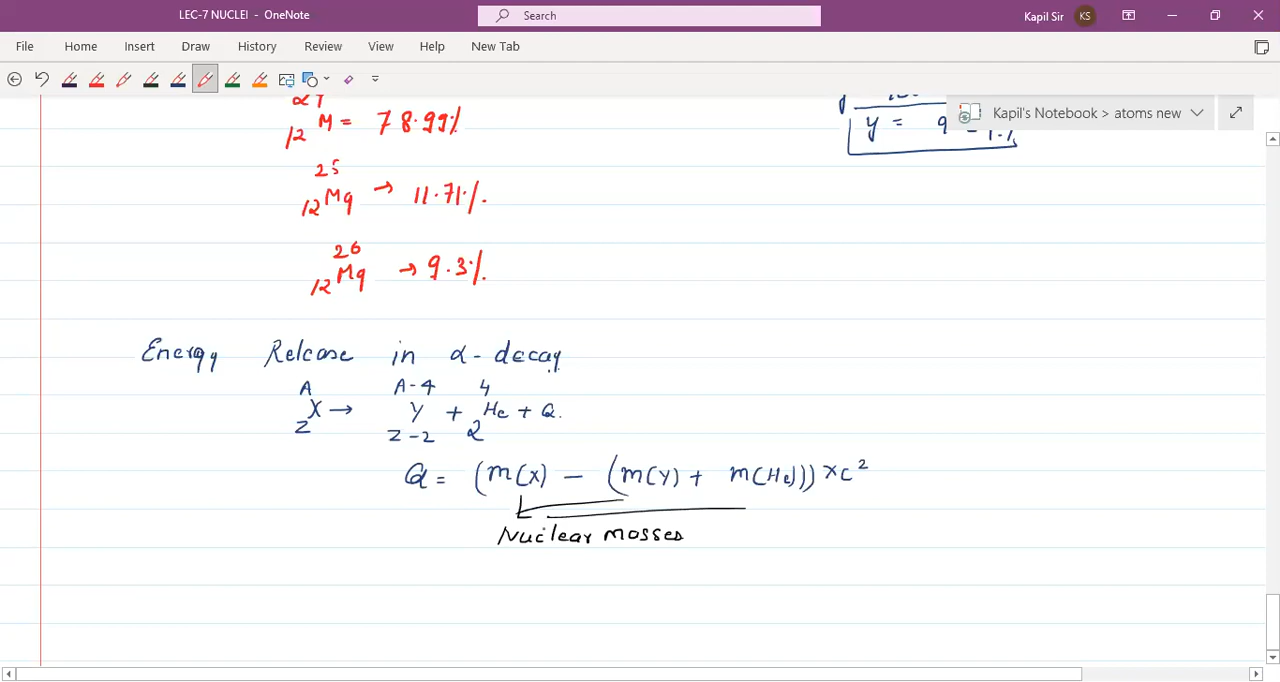 LEC-7 NUCLEI - OneNote
Search
Kapil Sir KS
File Home Insert Draw History Review View Help New Tab
Kapil's Notebook > atoms new
12 M = 78.99%
y = 9
25
12 Mg → 11.71%.
26
12 Mg → 9.3%.
Energy Release in α-decay
A A-4 4
X → Y + He + Q.
Z Z-2 2
Q = (m(X) - (m(Y) + m(He))) × c²
Nuclear masses